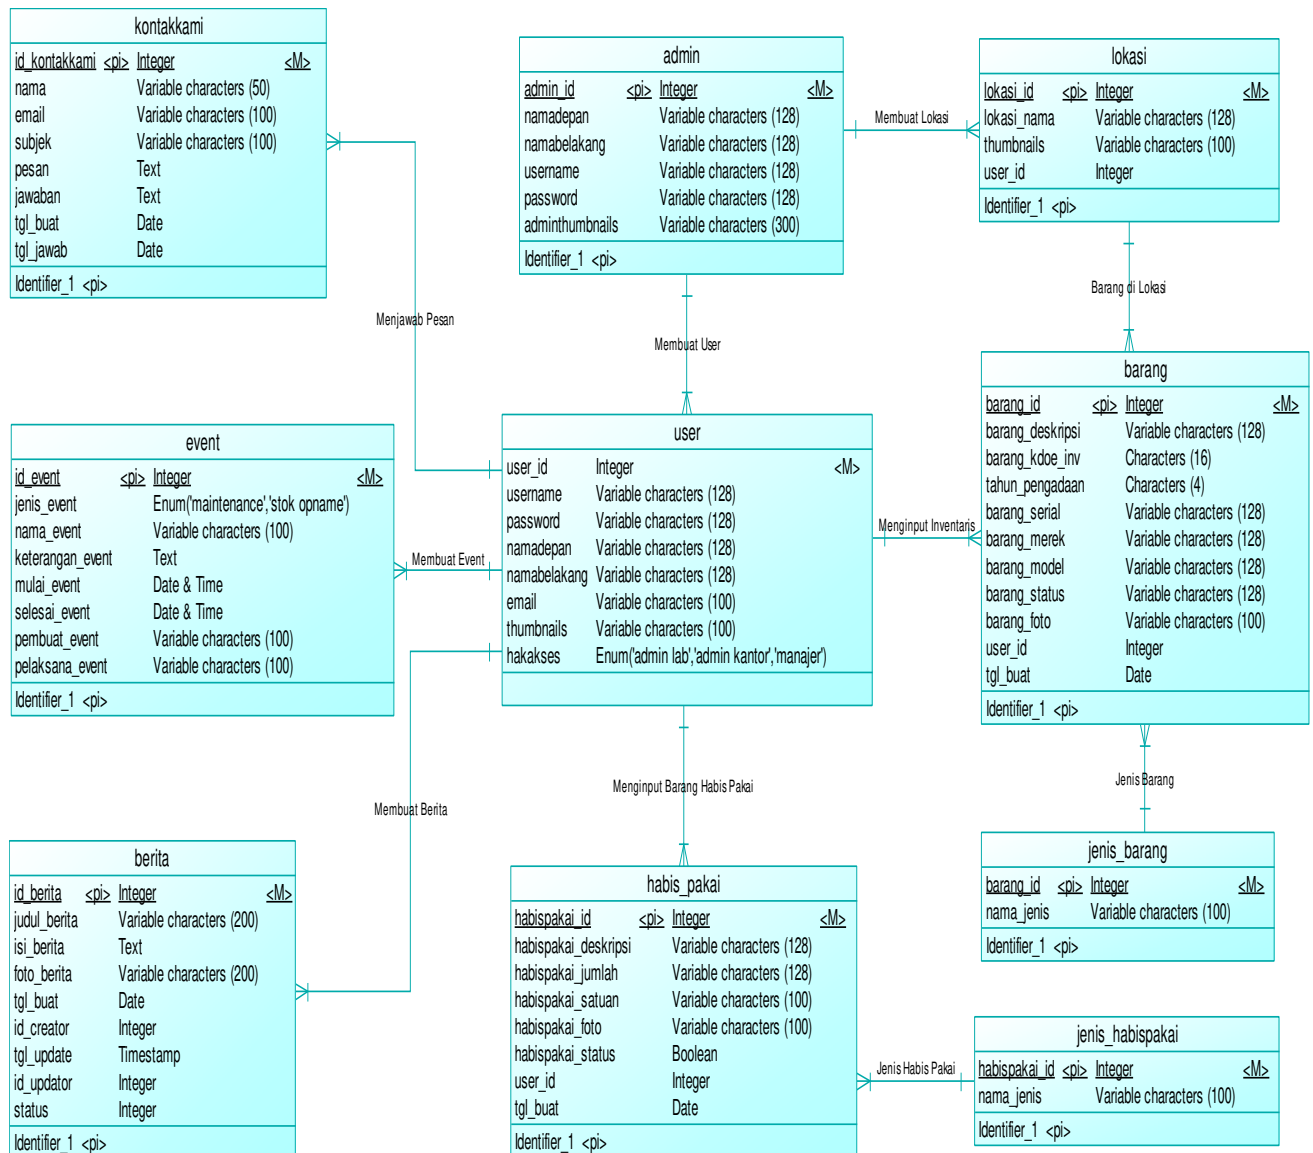 kontakkami
id_kontakkami <pi> Integer <M>
nama Variable characters (50)
email Variable characters (100)
subjek Variable characters (100)
pesan Text
jawaban Text
tgl_buat Date
tgl_jawab Date
Identifier_1 <pi>
admin
admin_id <pi> Integer <M>
namadepan Variable characters (128)
namabelakang Variable characters (128)
username Variable characters (128)
password Variable characters (128)
adminthumbnails Variable characters (300)
Identifier_1 <pi>
Membuat Lokasi
lokasi
lokasi_id <pi> Integer <M>
lokasi_nama Variable characters (128)
thumbnails Variable characters (100)
user_id Integer
Identifier_1 <pi>
Menjawab Pesan
Membuat User
Barang di Lokasi
event
id_event <pi> Integer <M>
jenis_event Enum('maintenance','stok opname')
nama_event Variable characters (100)
keterangan_event Text
mulai_event Date & Time
selesai_event Date & Time
pembuat_event Variable characters (100)
pelaksana_event Variable characters (100)
Identifier_1 <pi>
Membuat Event
user
user_id Integer <M>
username Variable characters (128)
password Variable characters (128)
namadepan Variable characters (128)
namabelakang Variable characters (128)
email Variable characters (100)
thumbnails Variable characters (100)
hakakses Enum('admin lab','admin kantor','manajer')
Menginput Inventaris
barang
barang_id <pi> Integer <M>
barang_deskripsi Variable characters (128)
barang_kdoe_inv Characters (16)
tahun_pengadaan Characters (4)
barang_serial Variable characters (128)
barang_merek Variable characters (128)
barang_model Variable characters (128)
barang_status Variable characters (128)
barang_foto Variable characters (100)
user_id Integer
tgl_buat Date
Identifier_1 <pi>
Membuat Berita
Menginput Barang Habis Pakai
Jenis Barang
berita
id_berita <pi> Integer <M>
judul_berita Variable characters (200)
isi_berita Text
foto_berita Variable characters (200)
tgl_buat Date
id_creator Integer
tgl_update Timestamp
id_updator Integer
status Integer
Identifier_1 <pi>
habis_pakai
habispakai_id <pi> Integer <M>
habispakai_deskripsi Variable characters (128)
habispakai_jumlah Variable characters (128)
habispakai_satuan Variable characters (100)
habispakai_foto Variable characters (100)
habispakai_status Boolean
user_id Integer
tgl_buat Date
Identifier_1 <pi>
Jenis Habis Pakai
jenis_barang
barang_id <pi> Integer <M>
nama_jenis Variable characters (100)
Identifier_1 <pi>
jenis_habispakai
habispakai_id <pi> Integer <M>
nama_jenis Variable characters (100)
Identifier_1 <pi>